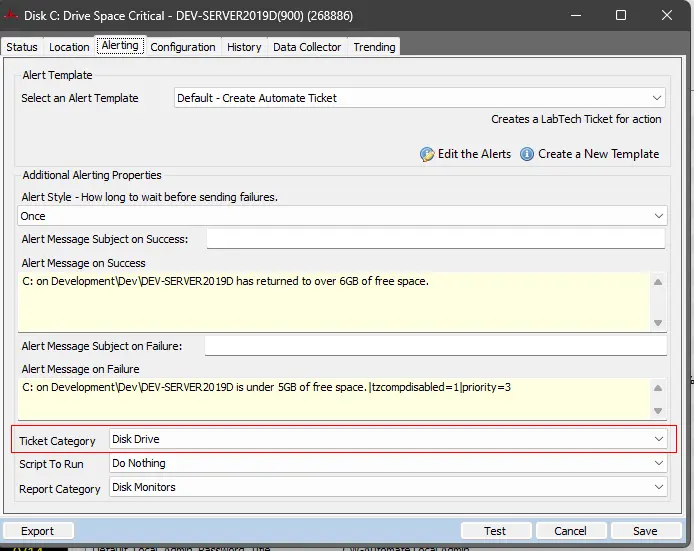 Disk C: Drive Space Critical - DEV-SERVER2019D(900) (268886)
Status Location Alerting Configuration History Data Collector Trending
Alert Template
Select an Alert Template Default - Create Automate Ticket
Creates a LabTech Ticket for action
Edit the Alerts Create a New Template
Additional Alerting Properties
Alert Style - How long to wait before sending failures.
Once
Alert Message Subject on Success:
Alert Message on Success
C: on Development\Dev\DEV-SERVER2019D has returned to over 6GB of free space.
Alert Message Subject on Failure:
Alert Message on Failure
C: on Development\Dev\DEV-SERVER2019D is under 5GB of free space.|tzcompdisabled=1|priority=3
Ticket Category Disk Drive
Script To Run Do Nothing
Report Category Disk Monitors
Export Test Cancel Save